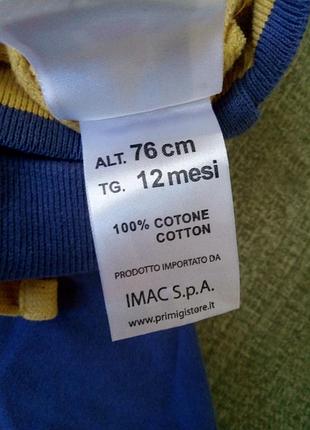 ALT. 76 cm
TG. 12 mesi
100% COTONE
COTTON
PRODOTTO IMPORTATO DA
IMAC S.p.A.
www.primigistore.it